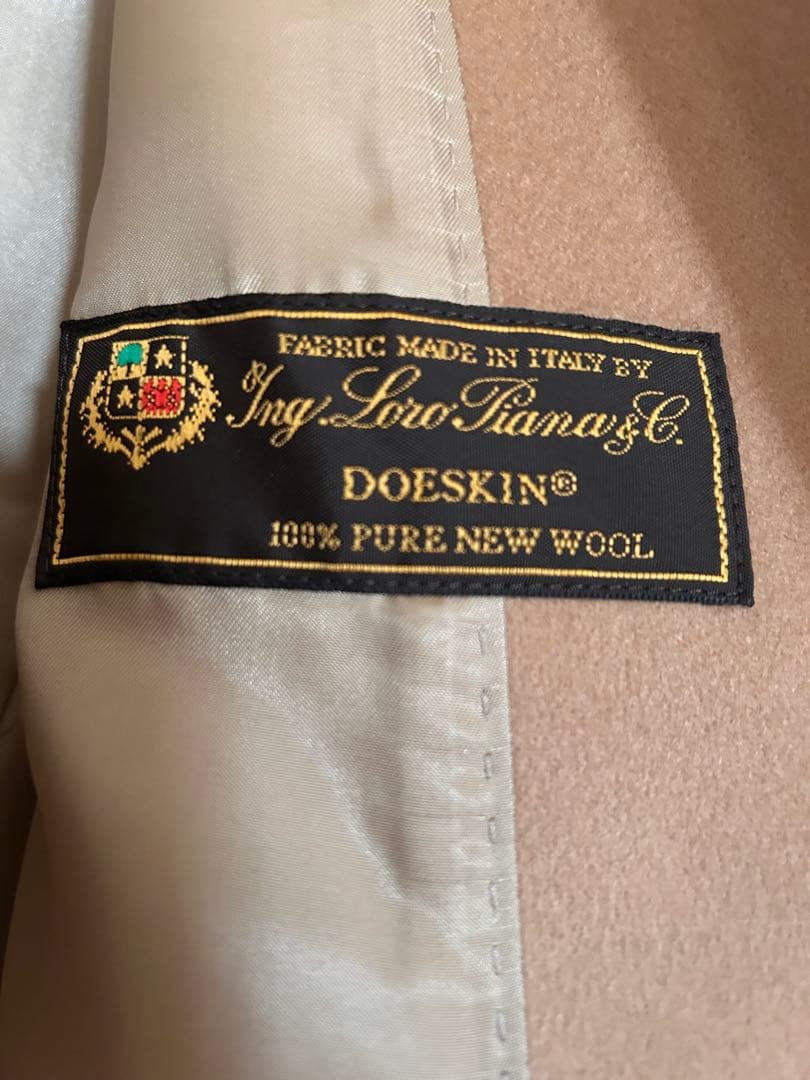 FABRIC MADE IN ITALY BY
Ing. Loro Piana & C.
DOESKIN®
100% PURE NEW WOOL